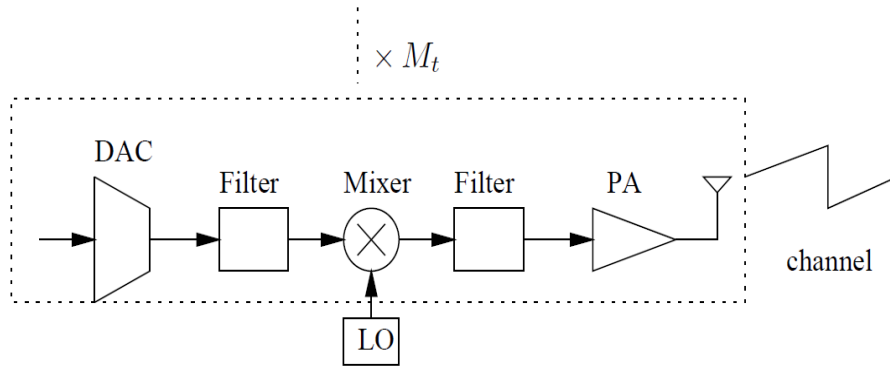 × M_t
DAC
Filter Mixer Filter PA
channel
LO